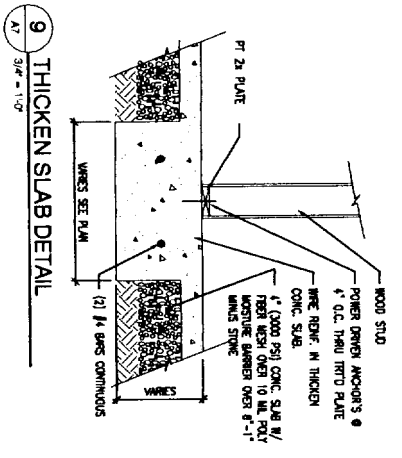 WOOD STUD
POWER DRIVEN ANCHOR'S @
4' O.C. THRU TRT'D PLATE
WIRE REINF. IN THICKEN
CONC. SLAB.
4" (3000 PSI) CONC. SLAB W/
FIBER MESH OVER 10 MIL POLY
MOISTURE BARRIER OVER 8"-1"
MINUS STONE
(2) #4 BARS CONTINUOUS
PT 2x PLATE
VARIES
VARIES SEE PLAN
9
A7
THICKEN SLAB DETAIL
3/4" = 1'-0"